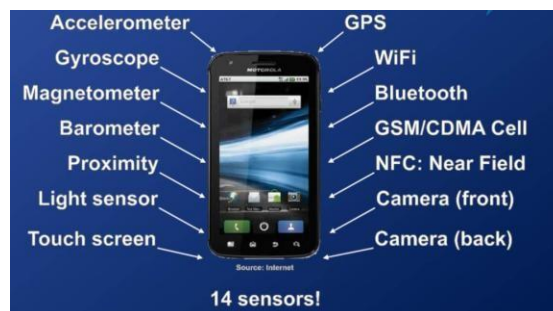 Accelerometer
GPS
Gyroscope
WiFi
Magnetometer
Bluetooth
Barometer
GSM/CDMA Cell
Proximity
NFC: Near Field
Light sensor
Camera (front)
Touch screen
Camera (back)
MOTOROLA
Source: Internet
14 sensors!